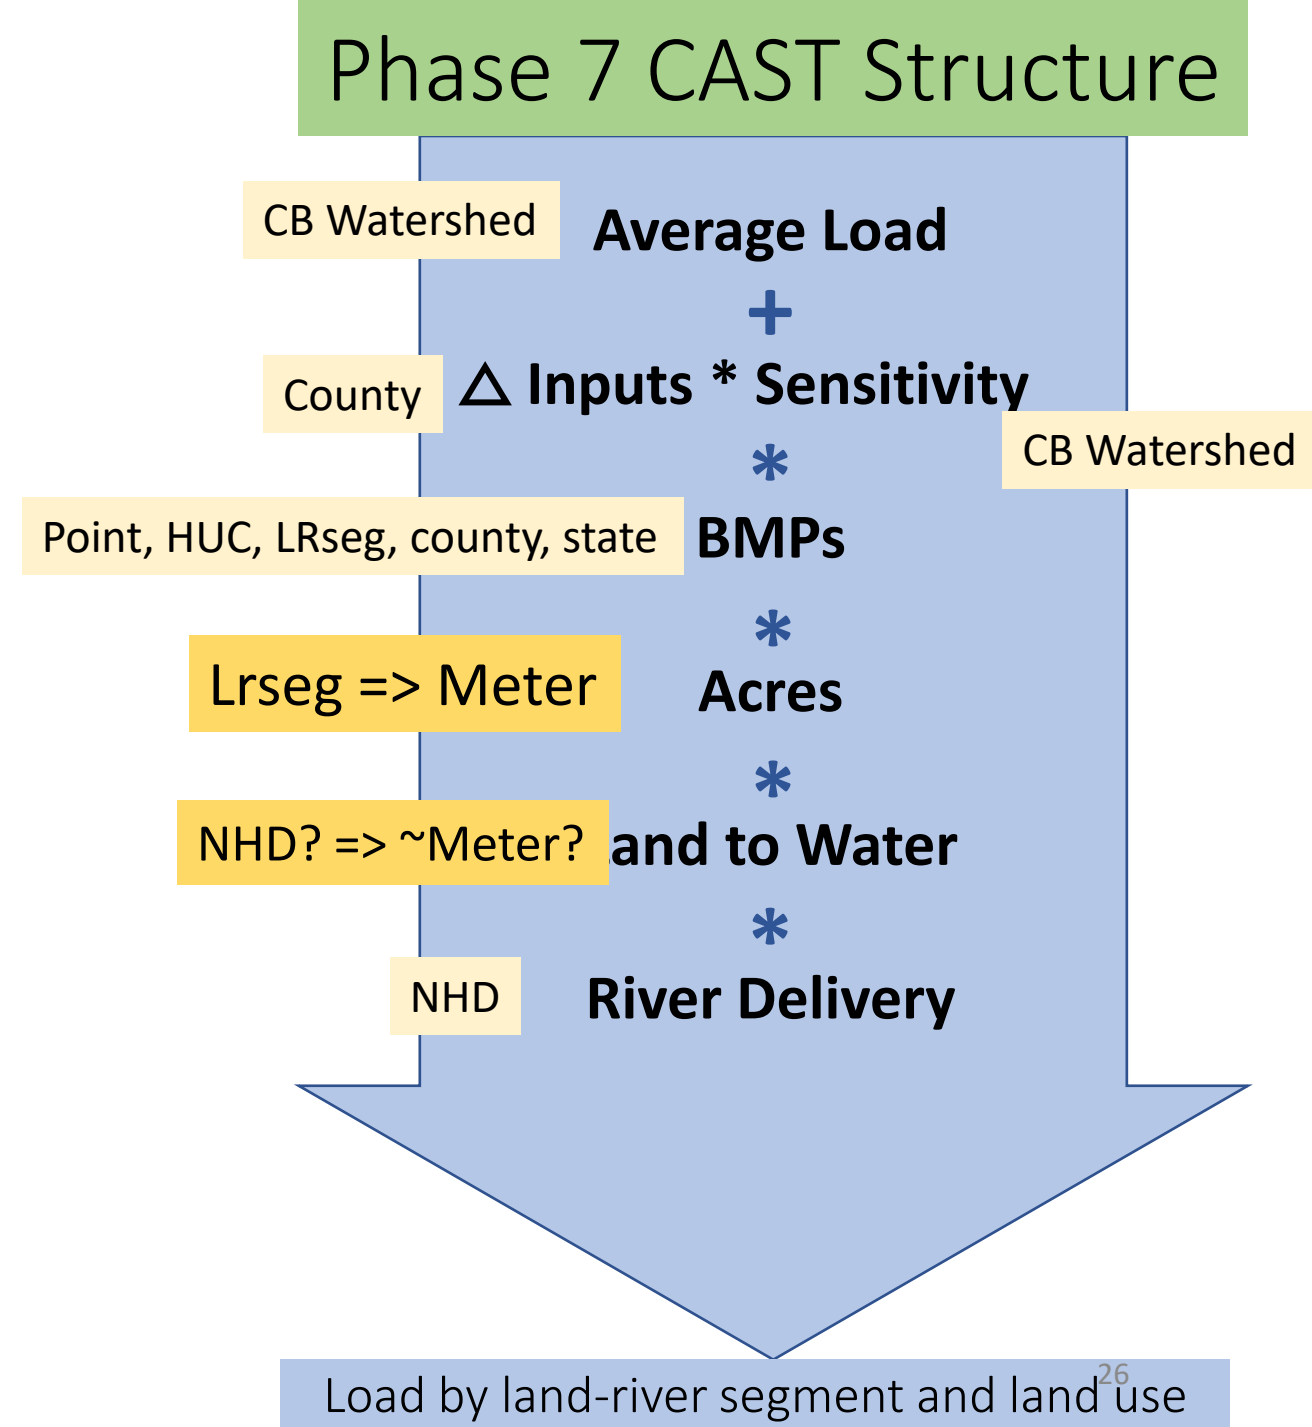 Phase 7 CAST Structure
CB Watershed
Average Load
+
County
△ Inputs * Sensitivity
CB Watershed
*
Point, HUC, LRseg, county, state
BMPs
*
Lrseg => Meter
Acres
*
NHD? => ~Meter?
and to Water
*
NHD
River Delivery
26
Load by land-river segment and land use